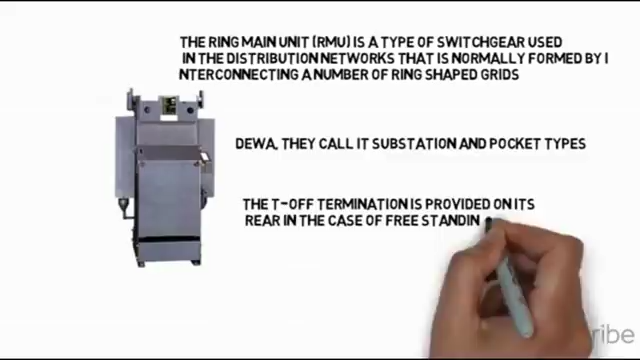 THE RING MAIN UNIT (RMU) IS A TYPE OF SWITCHGEAR USED
IN THE DISTRIBUTION NETWORKS THAT IS NORMALLY FORMED BY I
NTERCONNECTING A NUMBER OF RING SHAPED GRIDS
DEWA, THEY CALL IT SUBSTATION AND POCKET TYPES
THE T-OFF TERMINATION IS PROVIDED ON ITS
REAR IN THE CASE OF FREE STANDIN
ribe